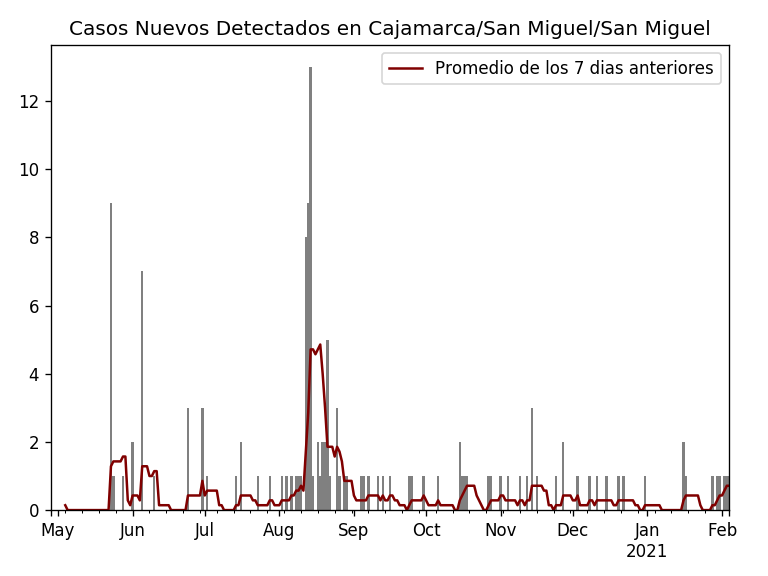 Casos Nuevos Detectados en Cajamarca/San Miguel/San Miguel
Promedio de los 7 dias anteriores
12
10
8
6
4
2
0
May Jun Jul Aug Sep Oct Nov Dec Jan Feb
2021